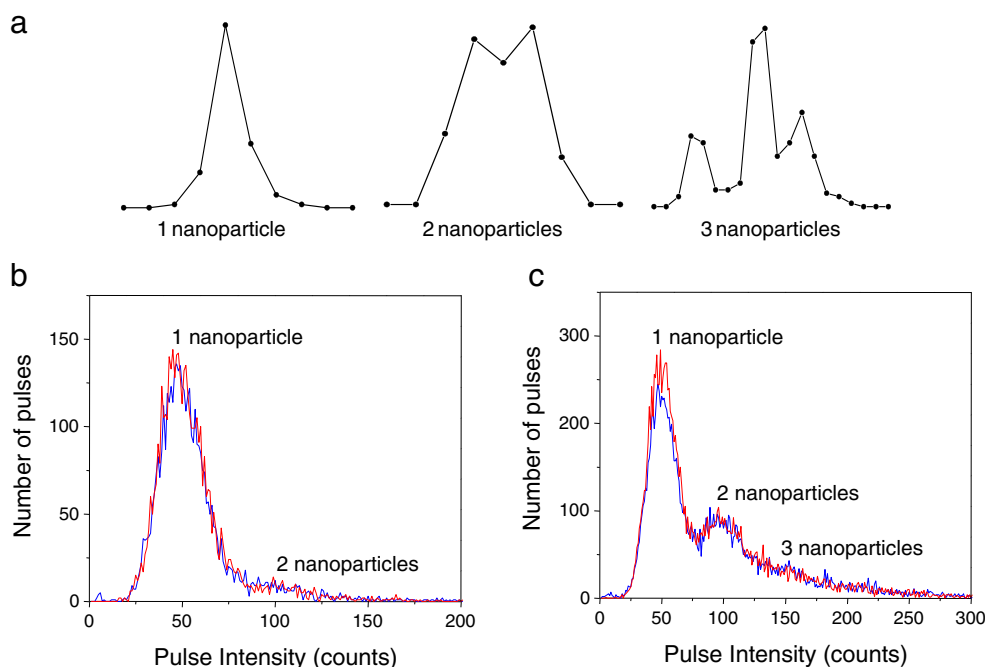 a
1 nanoparticle
2 nanoparticles
3 nanoparticles
b
150
100
50
0
0
50
100
150
200
Number of pulses
Pulse Intensity (counts)
1 nanoparticle
2 nanoparticles
c
300
200
100
0
0
50
100
150
200
250
300
Number of pulses
Pulse Intensity (counts)
1 nanoparticle
2 nanoparticles
3 nanoparticles